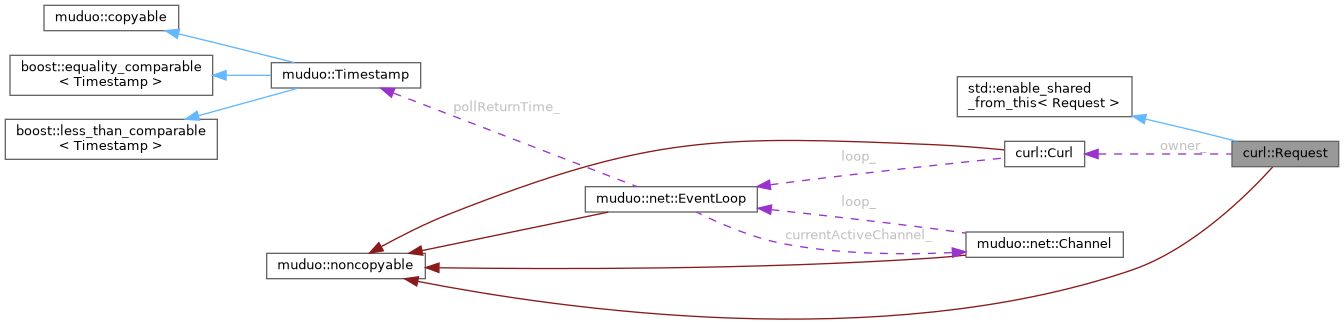 muduo::copyable
boost::equality_comparable
< Timestamp >
boost::less_than_comparable
< Timestamp >
muduo::Timestamp
pollReturnTime_
std::enable_shared
_from_this< Request >
curl::Curl
owner_
curl::Request
loop_
muduo::net::EventLoop
loop_
currentActiveChannel_
muduo::net::Channel
muduo::noncopyable